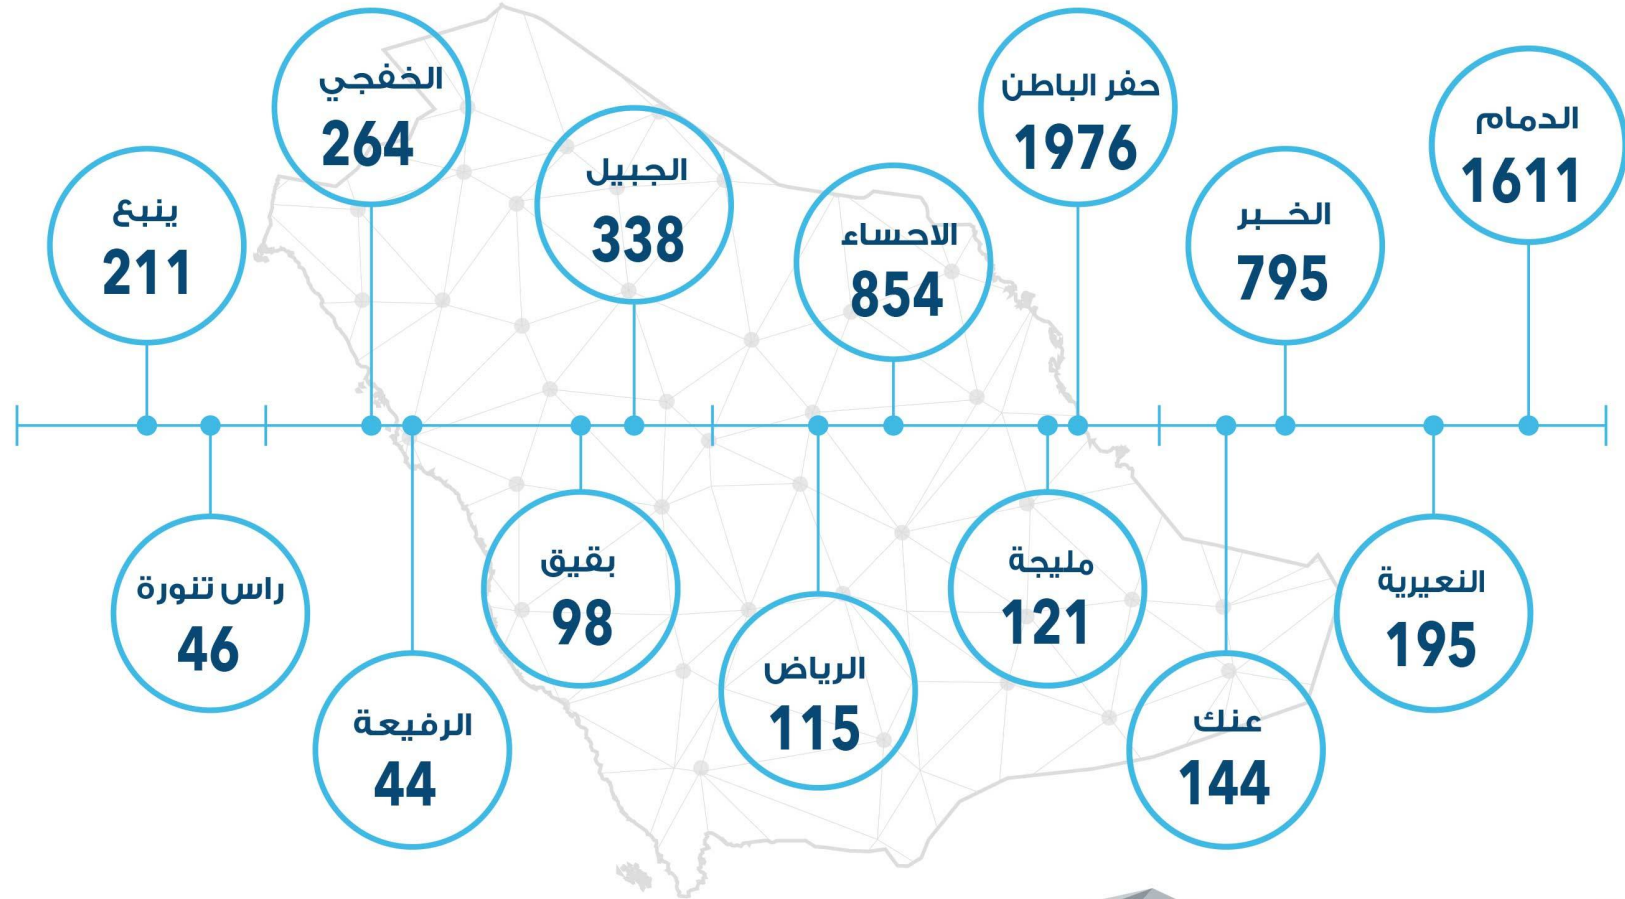 الدمام
1611
حفر الباطن
1976
الخبر
795
الاحساء
854
الجبيل
338
الخفجي
264
ينبع
211
النعيرية
195
عنك
144
مليجة
121
الرياض
115
بقيق
98
الرفيعة
44
راس تنورة
46